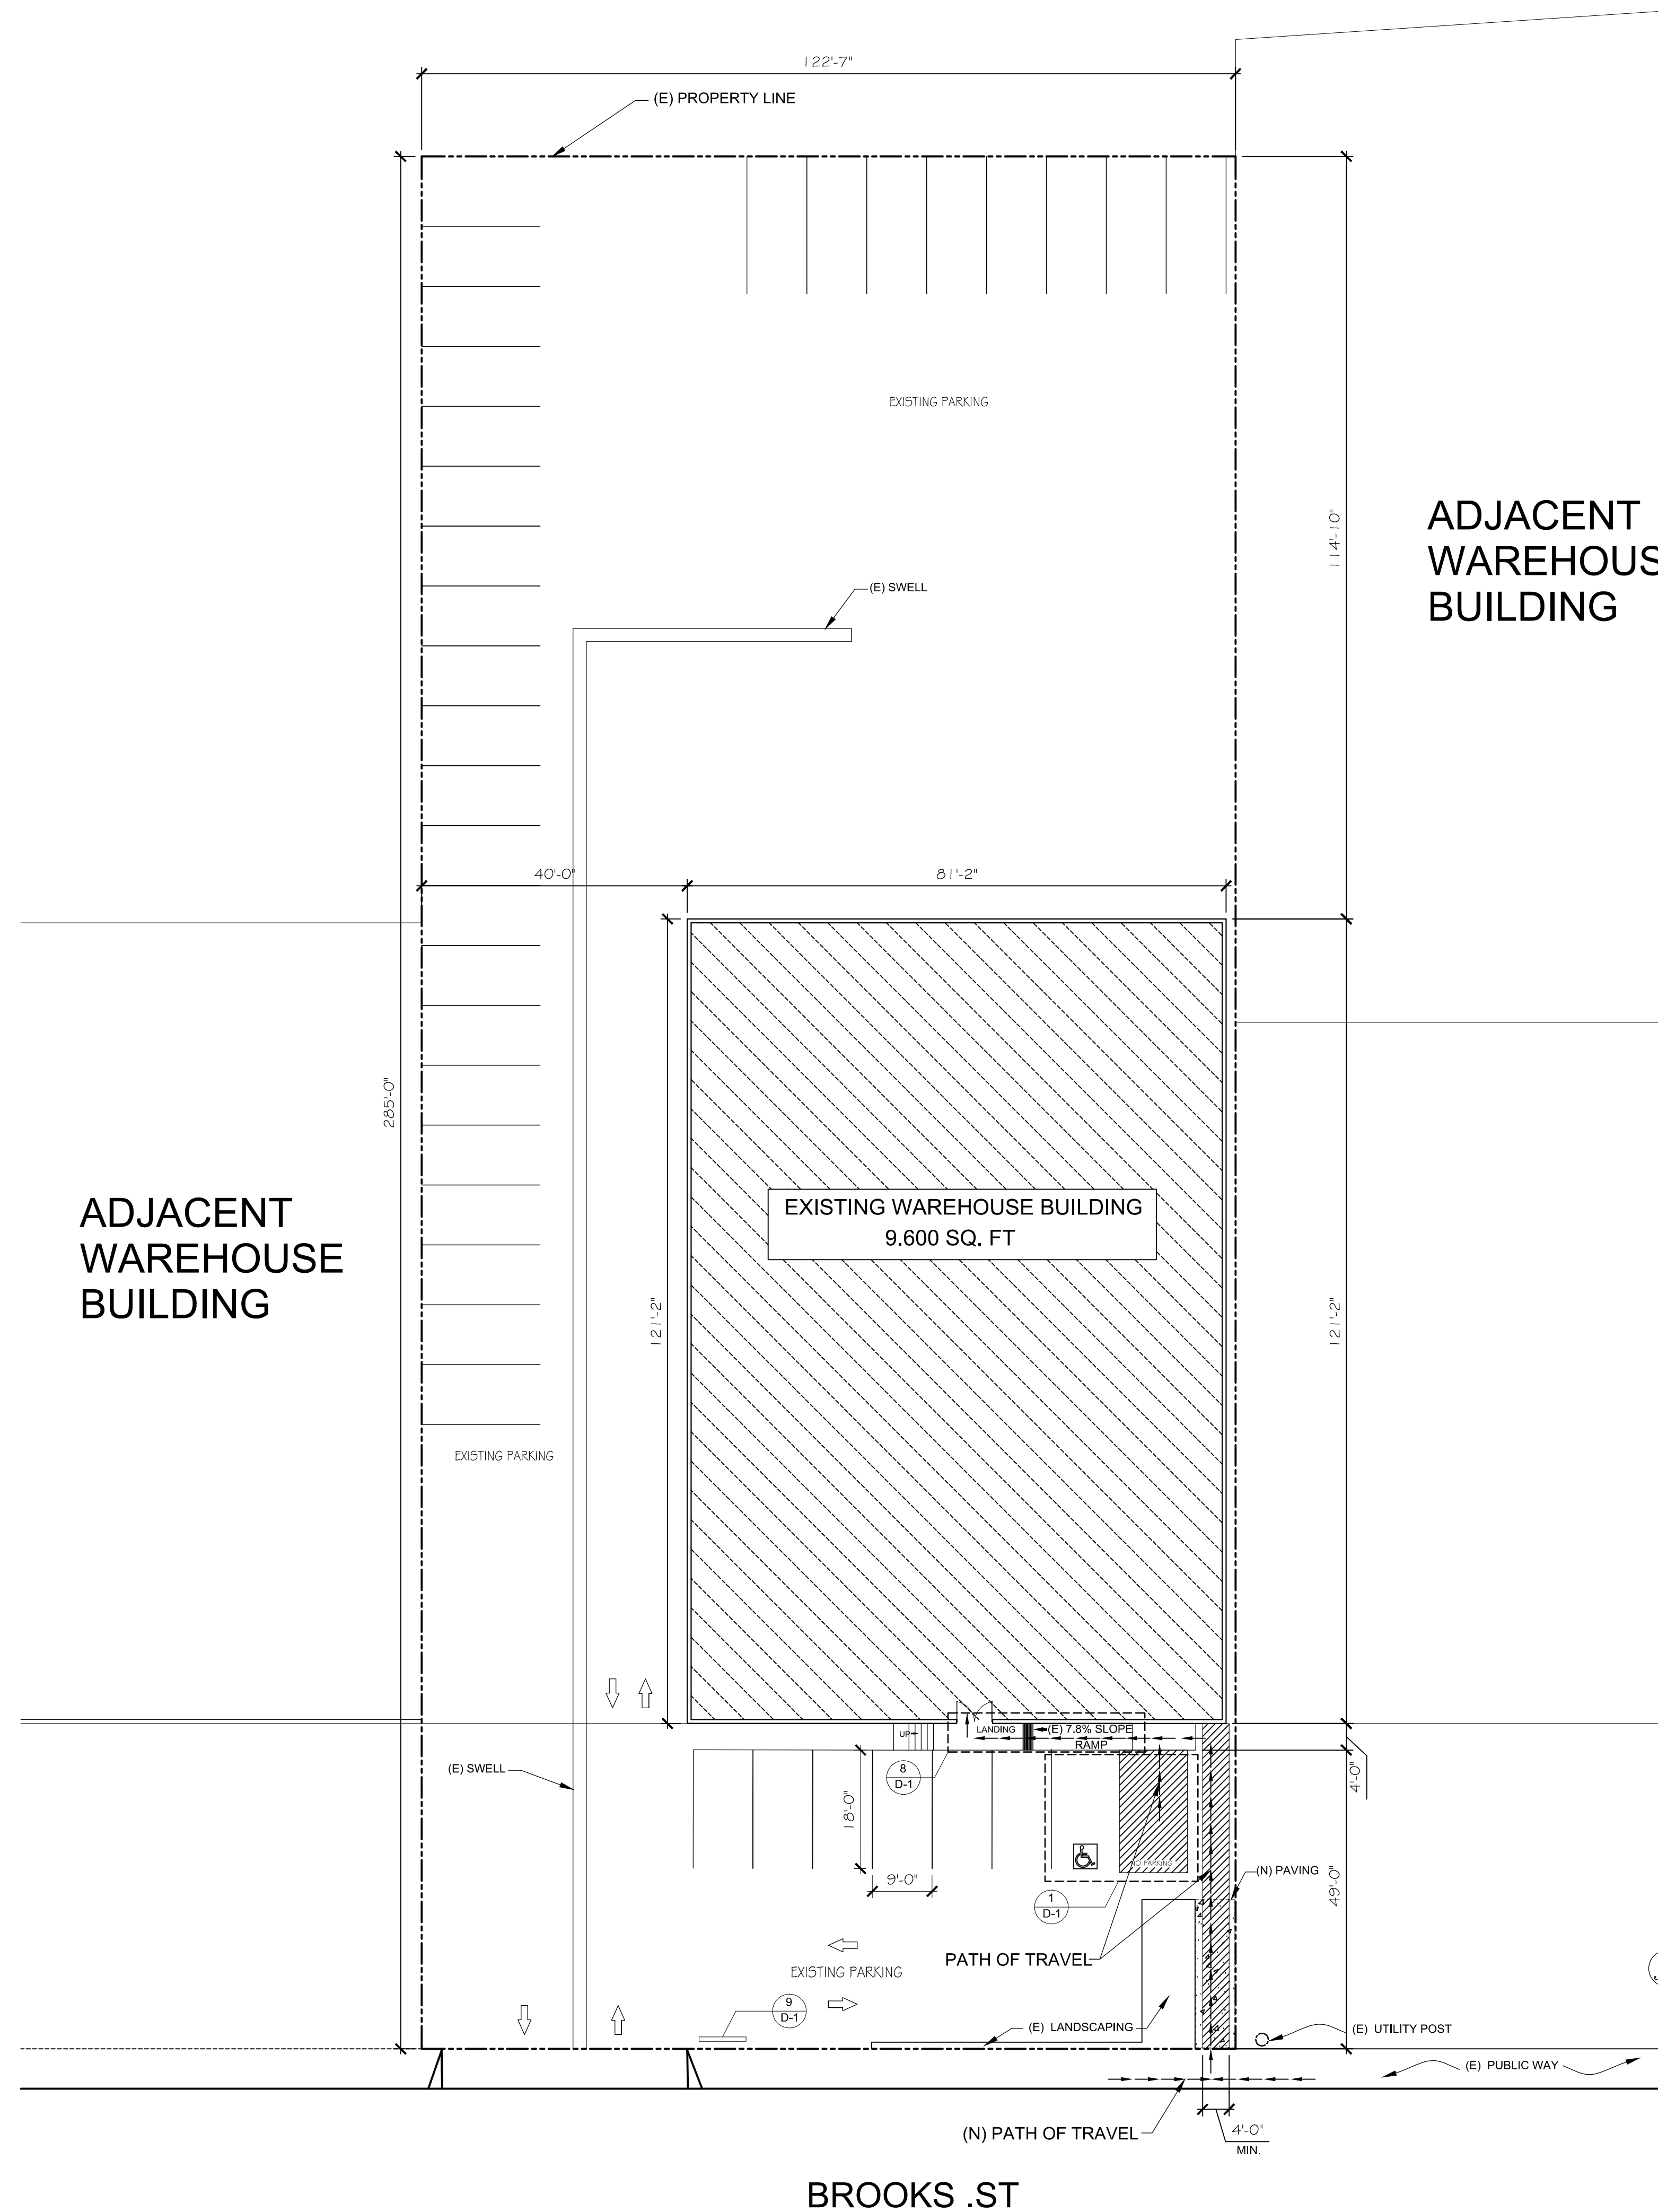 122'-7"
(E) PROPERTY LINE
EXISTING PARKING
114'-10"
ADJACENT
WAREHOUS
BUILDING
(E) SWELL
40'-0"
81'-2"
285'-0"
ADJACENT
WAREHOUSE
BUILDING
EXISTING WAREHOUSE BUILDING
9.600 SQ. FT
121'-2"
121'-2"
EXISTING PARKING
UP
LANDING
(E) 7.8% SLOPE
RAMP
(E) SWELL
8
D-1
18'-0"
4'-0"
NO PARKING
(N) PAVING
9'-0"
49'-0"
1
D-1
PATH OF TRAVEL
EXISTING PARKING
9
D-1
(E) LANDSCAPING
(E) UTILITY POST
(E) PUBLIC WAY
(N) PATH OF TRAVEL
4'-0"
MIN.
BROOKS .ST